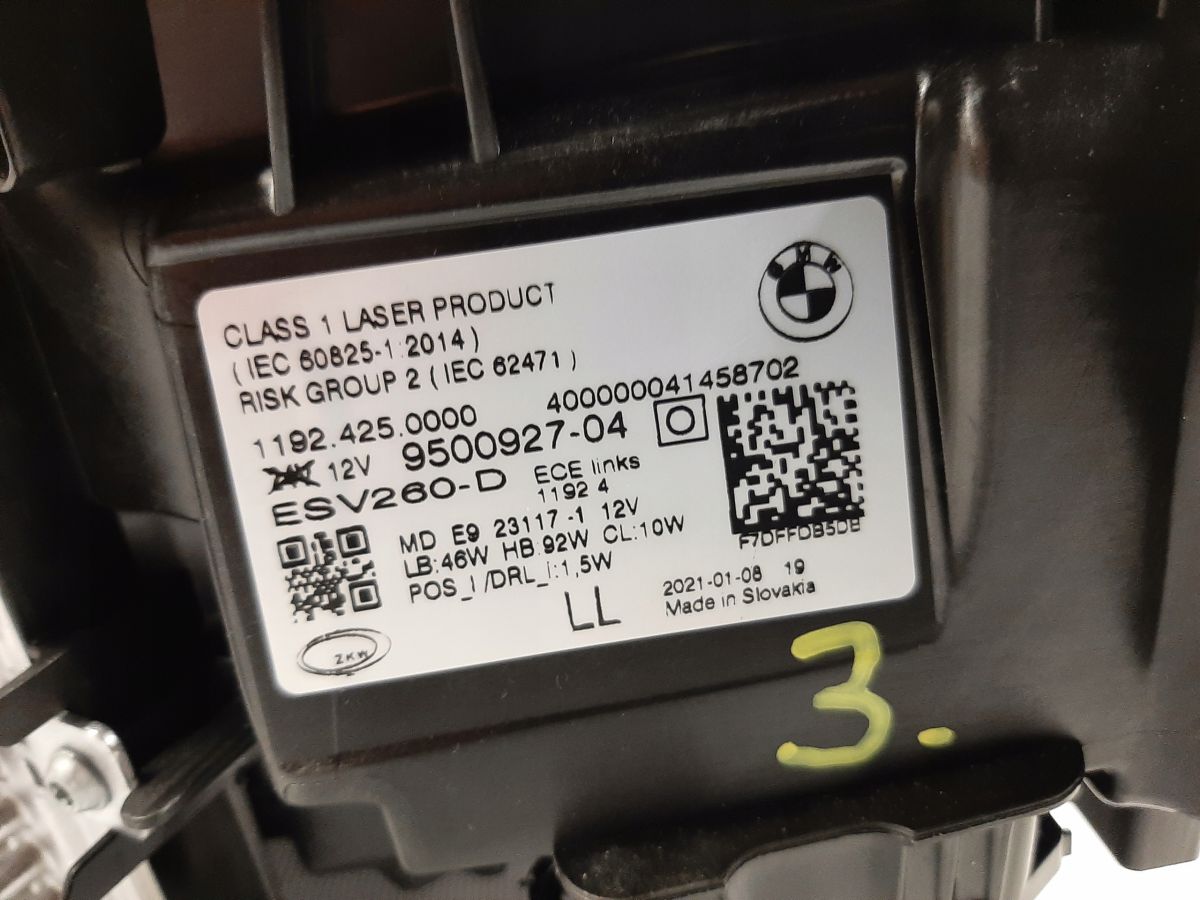 BMW
CLASS 1 LASER PRODUCT
(IEC 60825-1:2014)
RISK GROUP 2 (IEC 62471)
400000041458702
1192.425.0000
9500927-04
12V
ESV260-D
ECE links
1192 4
MD E9 23117-1 12V
LB:46W HB:92W CL:10W
POS_I/DRL_I:1,5W
F7DFFDB5DB
LL
2021-01-08 19
Made in Slovakia
ZKW
3.